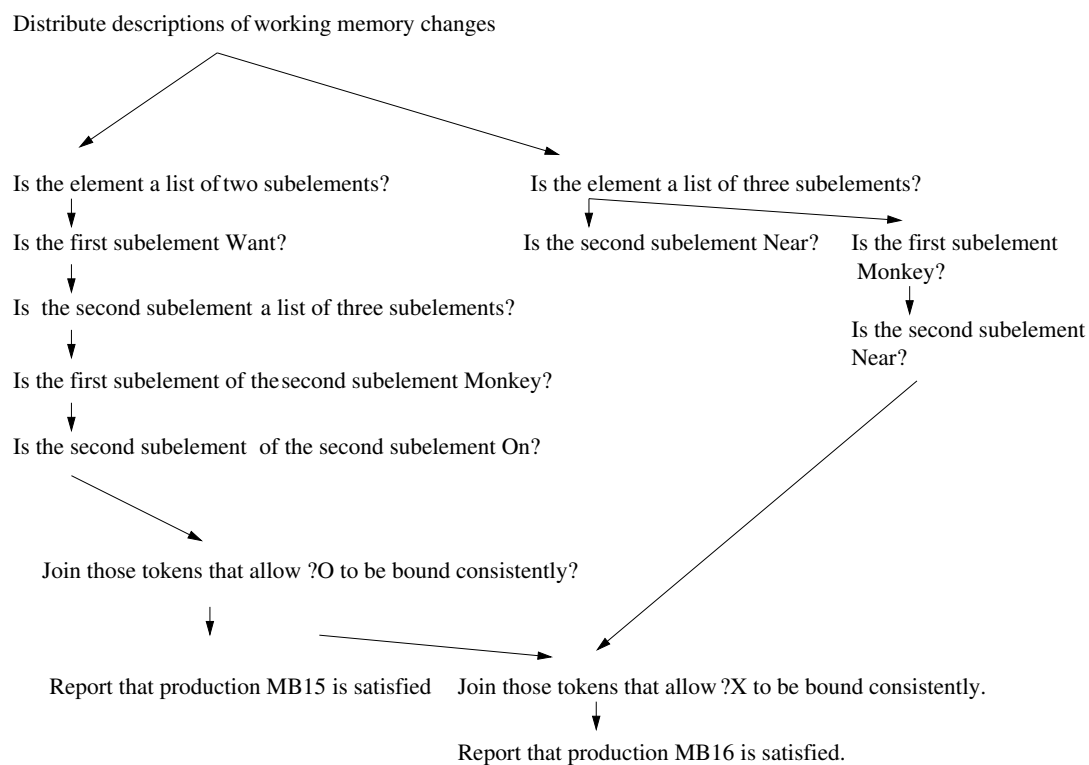 Distribute descriptions of working memory changes
Is the element a list of two subelements?
Is the element a list of three subelements?
Is the first subelement Want?
Is the second subelement Near?
Is the first subelement
Monkey?
Is the second subelement a list of three subelements?
Is the second subelement
Near?
Is the first subelement of the second subelement Monkey?
Is the second subelement of the second subelement On?
Join those tokens that allow ?O to be bound consistently?
Report that production MB15 is satisfied
Join those tokens that allow ?X to be bound consistently.
Report that production MB16 is satisfied.